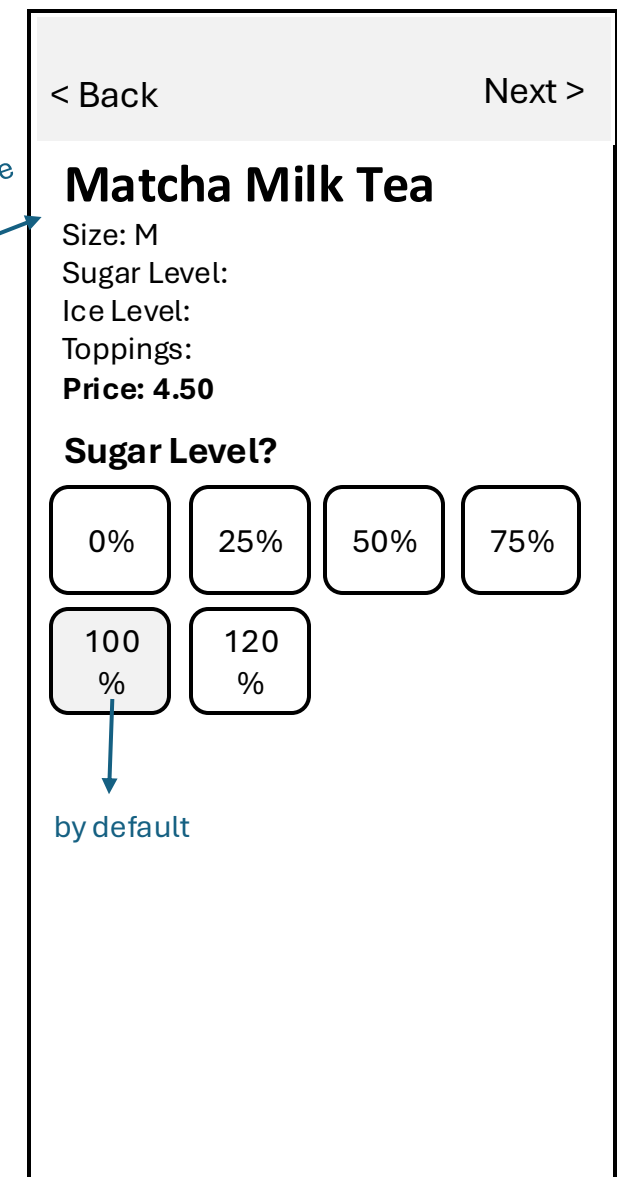 < Back
Next >
Matcha Milk Tea
Size: M
Sugar Level:
Ice Level:
Toppings:
Price: 4.50
Sugar Level?
0%
25%
50%
75%
100
%
120
%
by default